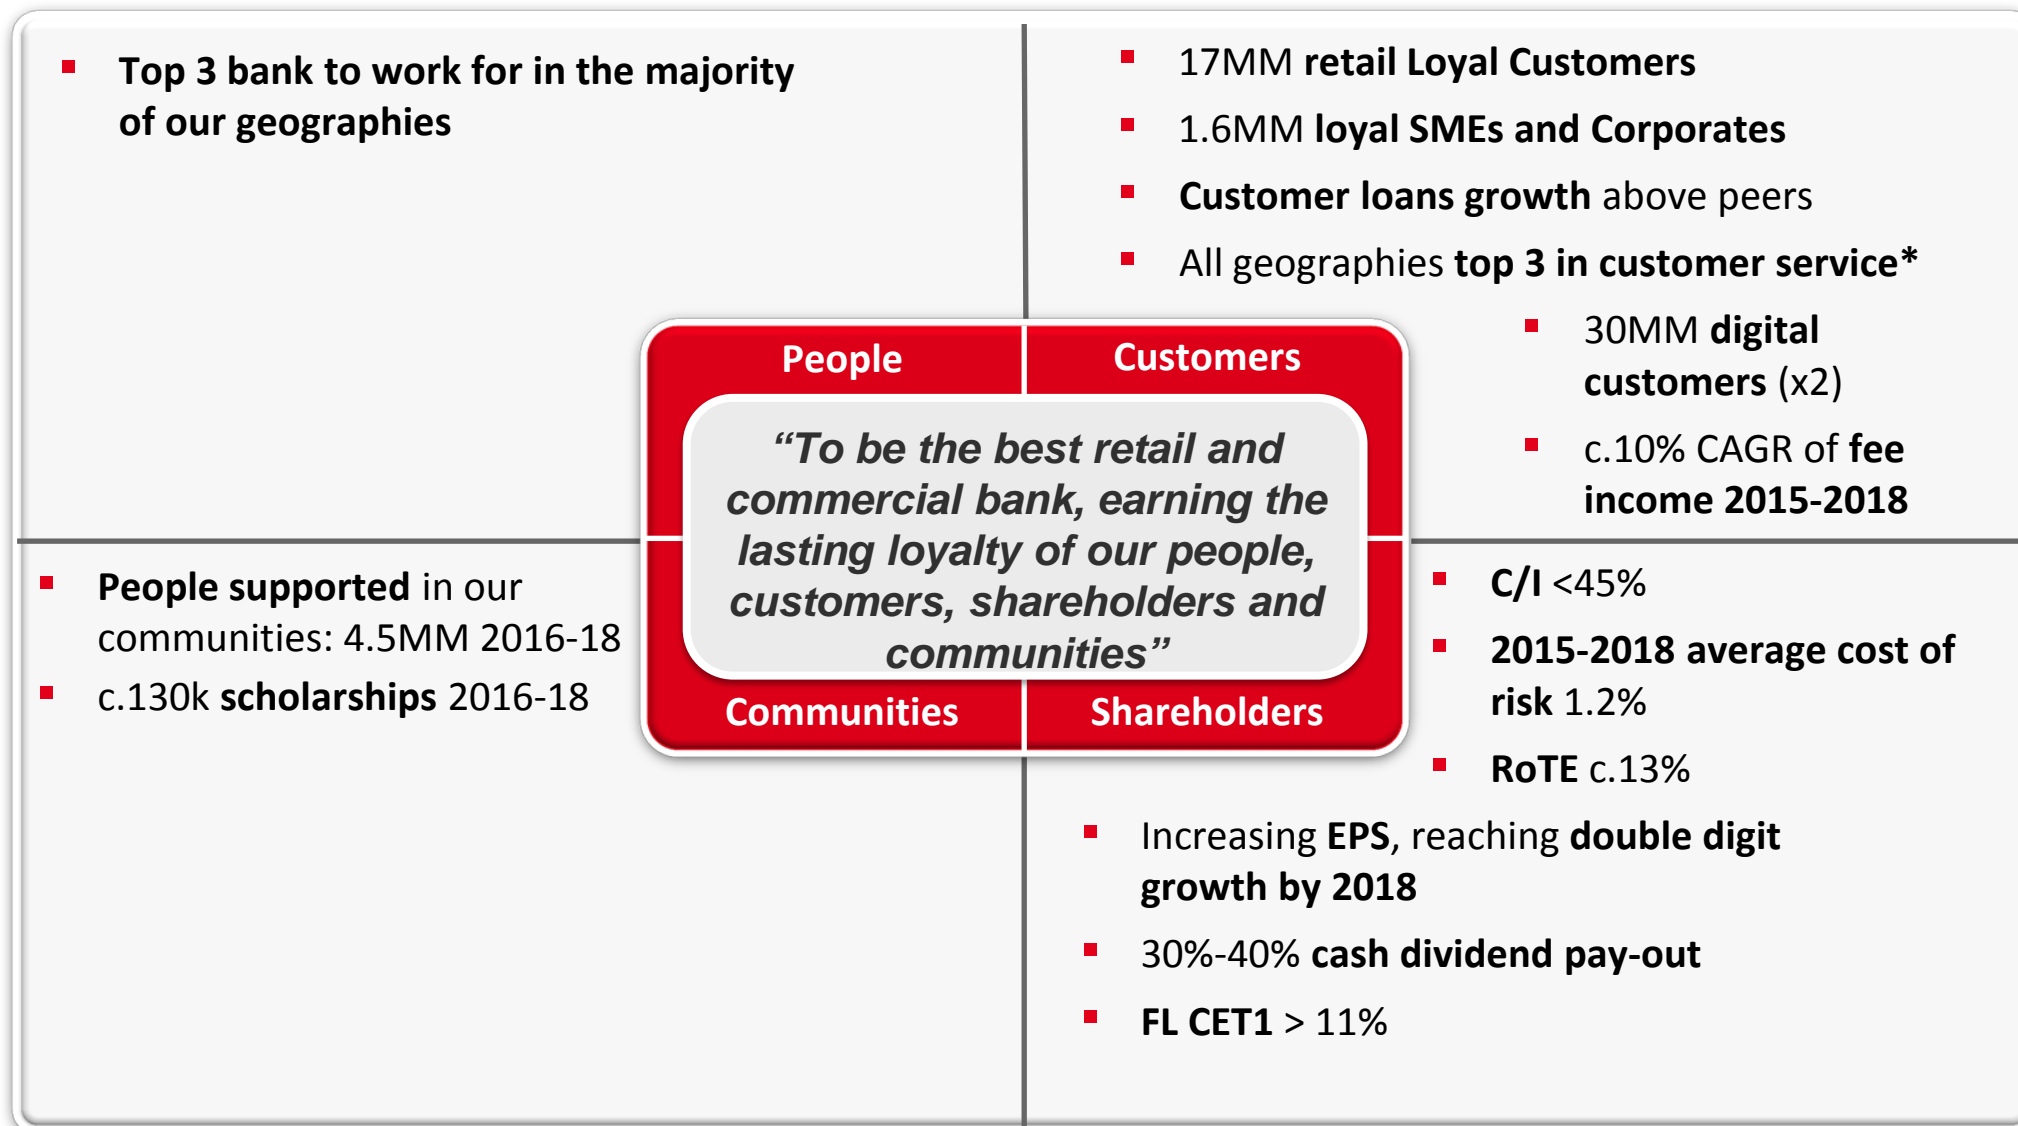 Top 3 bank to work for in the majority
of our geographies
17MM retail Loyal Customers
1.6MM loyal SMEs and Corporates
Customer loans growth above peers
All geographies top 3 in customer service*
30MM digital
customers (x2)
c.10% CAGR of fee
income 2015-2018
People
Customers
“To be the best retail and
commercial bank, earning the
lasting loyalty of our people,
customers, shareholders and
communities”
Communities
Shareholders
People supported in our
communities: 4.5MM 2016-18
c.130k scholarships 2016-18
C/I <45%
2015-2018 average cost of
risk 1.2%
RoTE c.13%
Increasing EPS, reaching double digit
growth by 2018
30%-40% cash dividend pay-out
FL CET1 > 11%